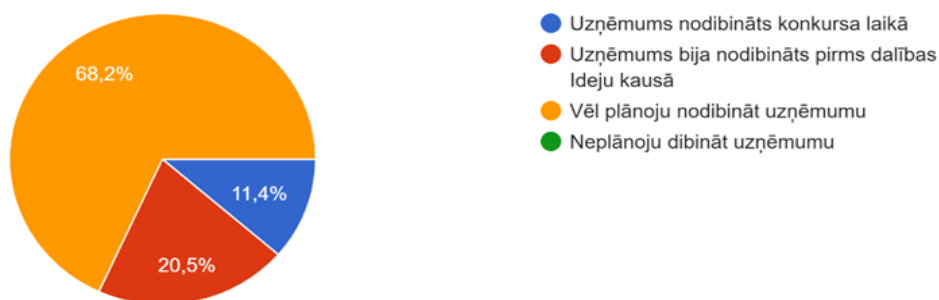 68,2%
11,4%
20,5%
Uzņēmums nodibināts konkursa laikā
Uzņēmums bija nodibināts pirms dalības
Ideju kausā
Vēl plānoju nodibināt uzņēmumu
Neplānoju dibināt uzņēmumu